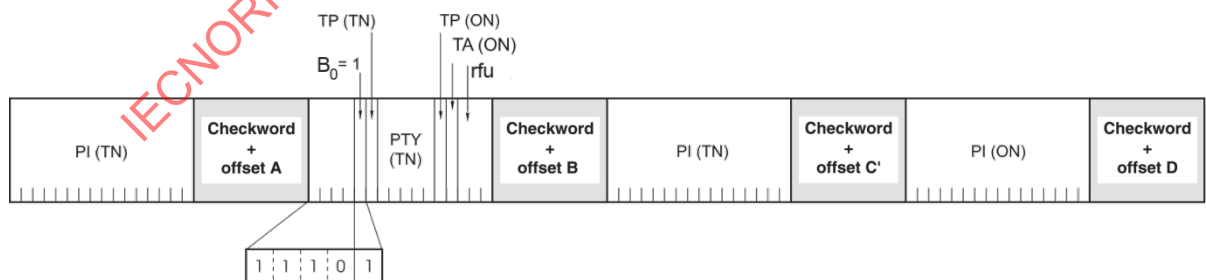 TP (TN)
TP (ON)
TA (ON)
B0= 1
rfu
IECNOR
PI (TN)
Checkword
+
offset A
PTY
(TN)
Checkword
+
offset B
PI (TN)
Checkword
+
offset C'
PI (ON)
Checkword
+
offset D
1 1 1 0 1